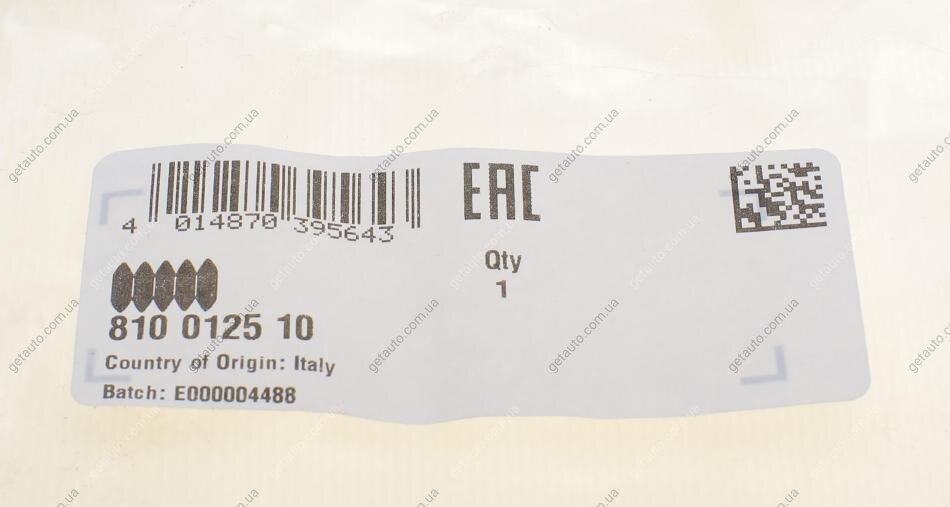 4 014870 395643
EAC
Qty
1
810 0125 10
Country of Origin: Italy
Batch: E000004488
getauto.com.ua